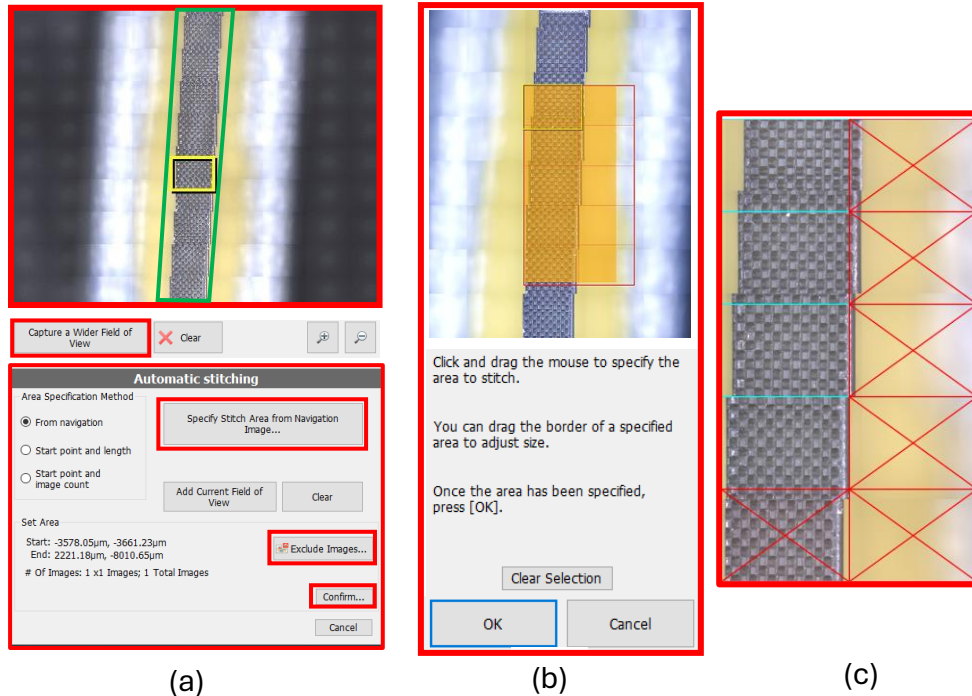 Capture a Wider Field of
View
Clear
Automatic stitching
Area Specification Method
From navigation
Start point and length
Start point and
image count
Specify Stitch Area from Navigation
Image...
Add Current Field of
View
Clear
Set Area
Start: -3578.05µm, -3661.23µm
End: 2221.18µm, -8010.65µm
# Of Images: 1 x1 Images; 1 Total Images
Exclude Images...
Confirm...
Cancel
(a)
Click and drag the mouse to specify the
area to stitch.
You can drag the border of a specified
area to adjust size.
Once the area has been specified,
press [OK].
Clear Selection
OK
Cancel
(b)
(c)